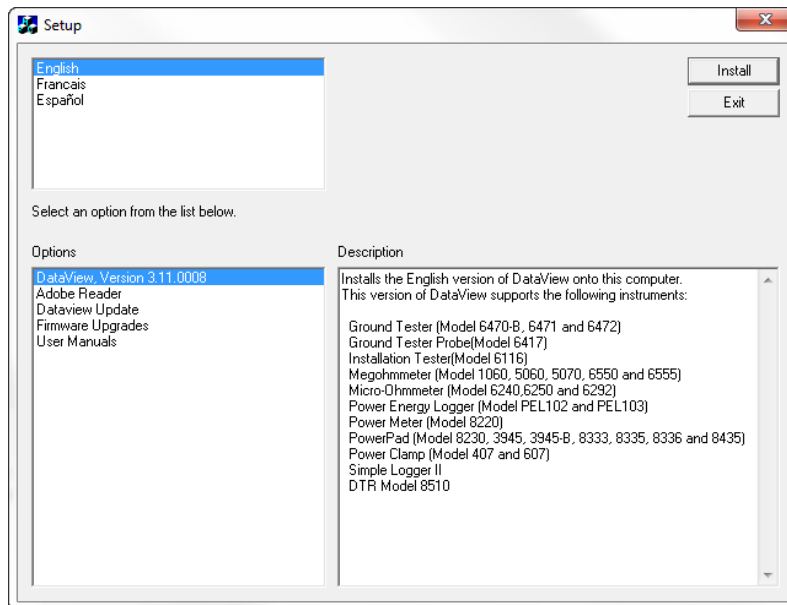 Setup
English
Francais
Español
Install
Exit
Select an option from the list below.
Options
DataView, Version 3.11.0008
Adobe Reader
Dataview Update
Firmware Upgrades
User Manuals
Description
Installs the English version of DataView onto this computer.
This version of DataView supports the following instruments:
Ground Tester (Model 6470-B, 6471 and 6472)
Ground Tester Probe(Model 6417)
Installation Tester(Model 6116)
Megohmmeter (Model 1060, 5060, 5070, 6550 and 6555)
Micro-Ohmmeter (Model 6240,6250 and 6292)
Power Energy Logger (Model PEL102 and PEL103)
Power Meter (Model 8220)
PowerPad (Model 8230, 3945, 3945-B, 8333, 8335, 8336 and 8435)
Power Clamp (Model 407 and 607)
Simple Logger II
DTR Model 8510